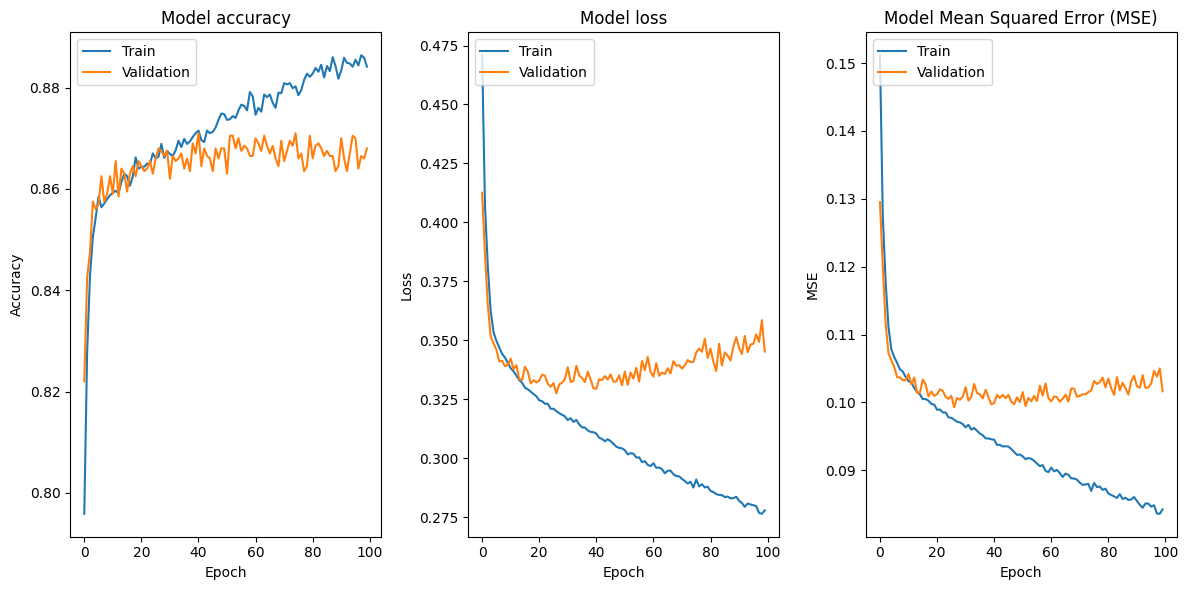 Model accuracy
Train
Validation
0.88
0.86
0.84
0.82
0.80
Accuracy
0 20 40 60 80 100
Epoch
Model loss
Train
Validation
0.475
0.450
0.425
0.400
0.375
0.350
0.325
0.300
0.275
Loss
0 20 40 60 80 100
Epoch
Model Mean Squared Error (MSE)
Train
Validation
0.15
0.14
0.13
0.12
0.11
0.10
0.09
MSE
0 20 40 60 80 100
Epoch